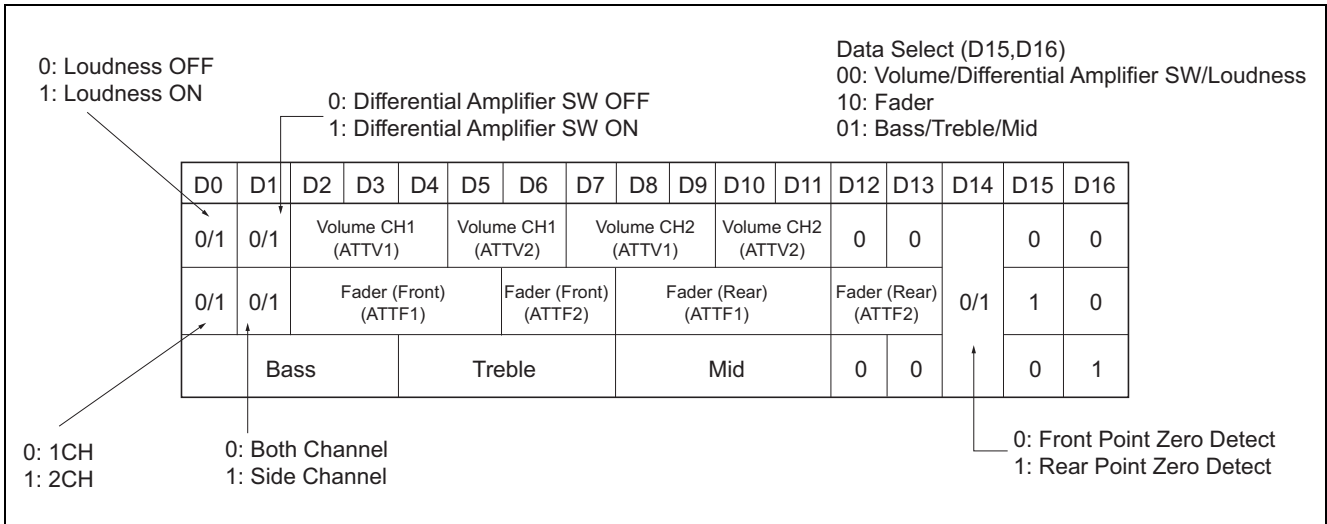 0: Loudness OFF
1: Loudness ON
0: Differential Amplifier SW OFF
1: Differential Amplifier SW ON
Data Select (D15,D16)
00: Volume/Differential Amplifier SW/Loudness
10: Fader
01: Bass/Treble/Mid
D0 D1 D2 D3 D4 D5 D6 D7 D8 D9 D10 D11 D12 D13 D14 D15 D16
0/1 0/1 Volume CH1 (ATTV1) Volume CH1 (ATTV2) Volume CH2 (ATTV1) Volume CH2 (ATTV2) 0 0 0 0
0/1 0/1 Fader (Front) (ATTF1) Fader (Front) (ATTF2) Fader (Rear) (ATTF1) Fader (Rear) (ATTF2) 0/1 1 0
Bass Treble Mid 0 0 0 1
0: 1CH
1: 2CH
0: Both Channel
1: Side Channel
0: Front Point Zero Detect
1: Rear Point Zero Detect